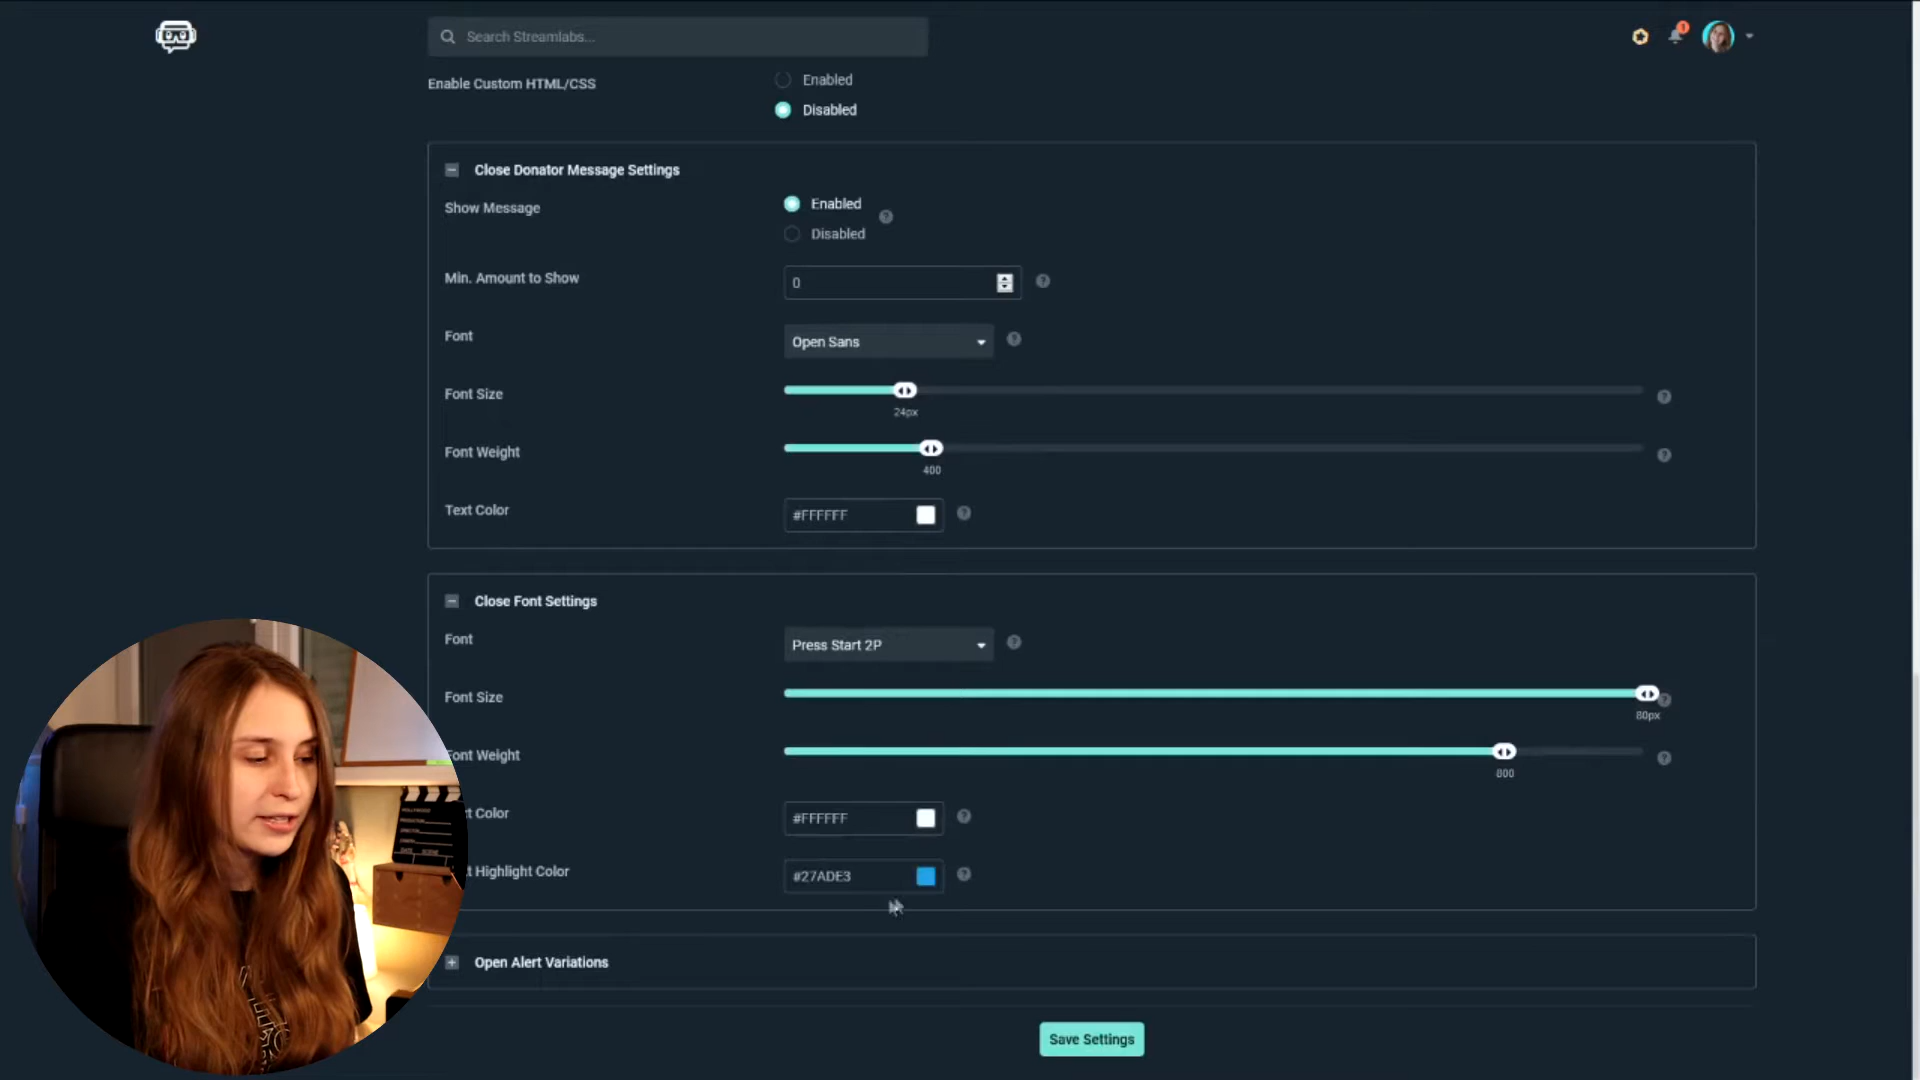 Search Streamlabs...
1
Enable Custom HTML/CSS
Enabled
Disabled
Close Donator Message Settings
Show Message
Enabled
Disabled
Min. Amount to Show
0
Font
Open Sans
Font Size
24px
Font Weight
400
Text Color
#FFFFFF
Close Font Settings
Font
Press Start 2P
Font Size
80px
Font Weight
800
t Color
#FFFFFF
t Highlight Color
#27ADE3
Open Alert Variations
Save Settings